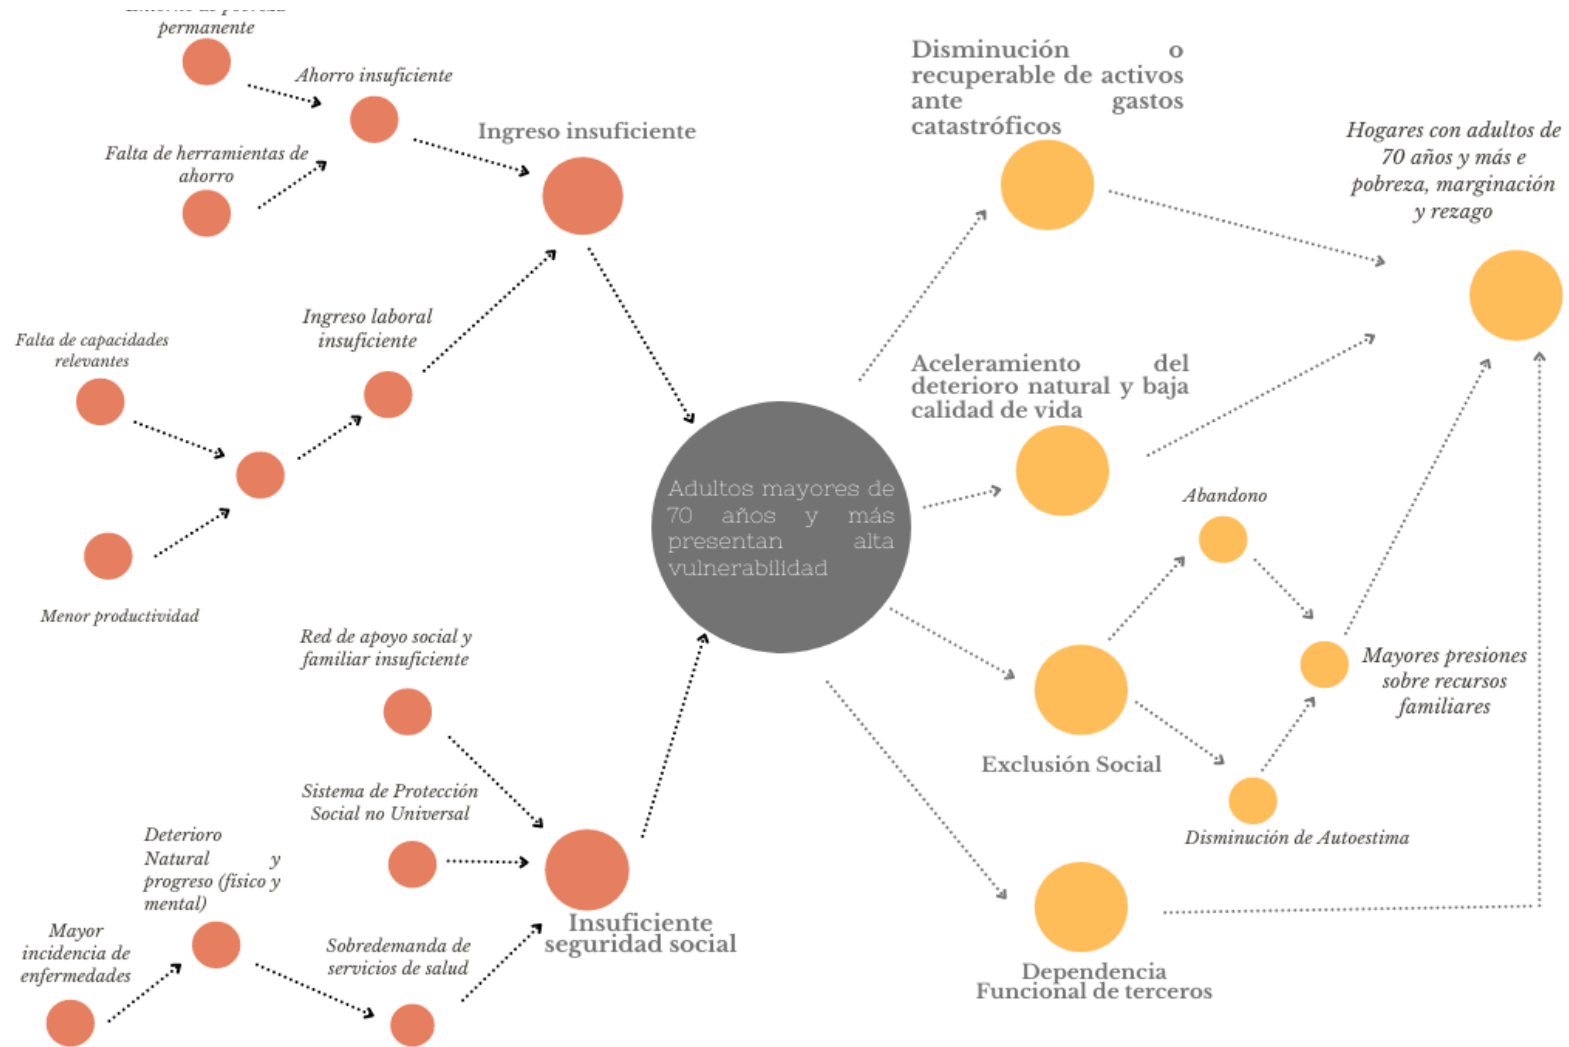 permanente
Ahorro insuficiente
Falta de herramientas de
ahorro
Ingreso insuficiente
Ingreso laboral
insuficiente
Falta de capacidades
relevantes
Menor productividad
Red de apoyo social y
familiar insuficiente
Sistema de Protección
Social no Universal
Deterioro
Natural y
progreso (físico y
mental)
Mayor
incidencia de
enfermedades
Sobredemanda de
servicios de salud
Insuficiente
seguridad social
Adultos mayores de
70 años y más
presentan alta
vulnerabilidad
Disminución o
recuperable de activos
ante gastos
catastróficos
Aceleramiento del
deterioro natural y baja
calidad de vida
Abandono
Exclusión Social
Disminución de Autoestima
Mayores presiones
sobre recursos
familiares
Dependencia
Funcional de terceros
Hogares con adultos de
70 años y más e
pobreza, marginación
y rezago